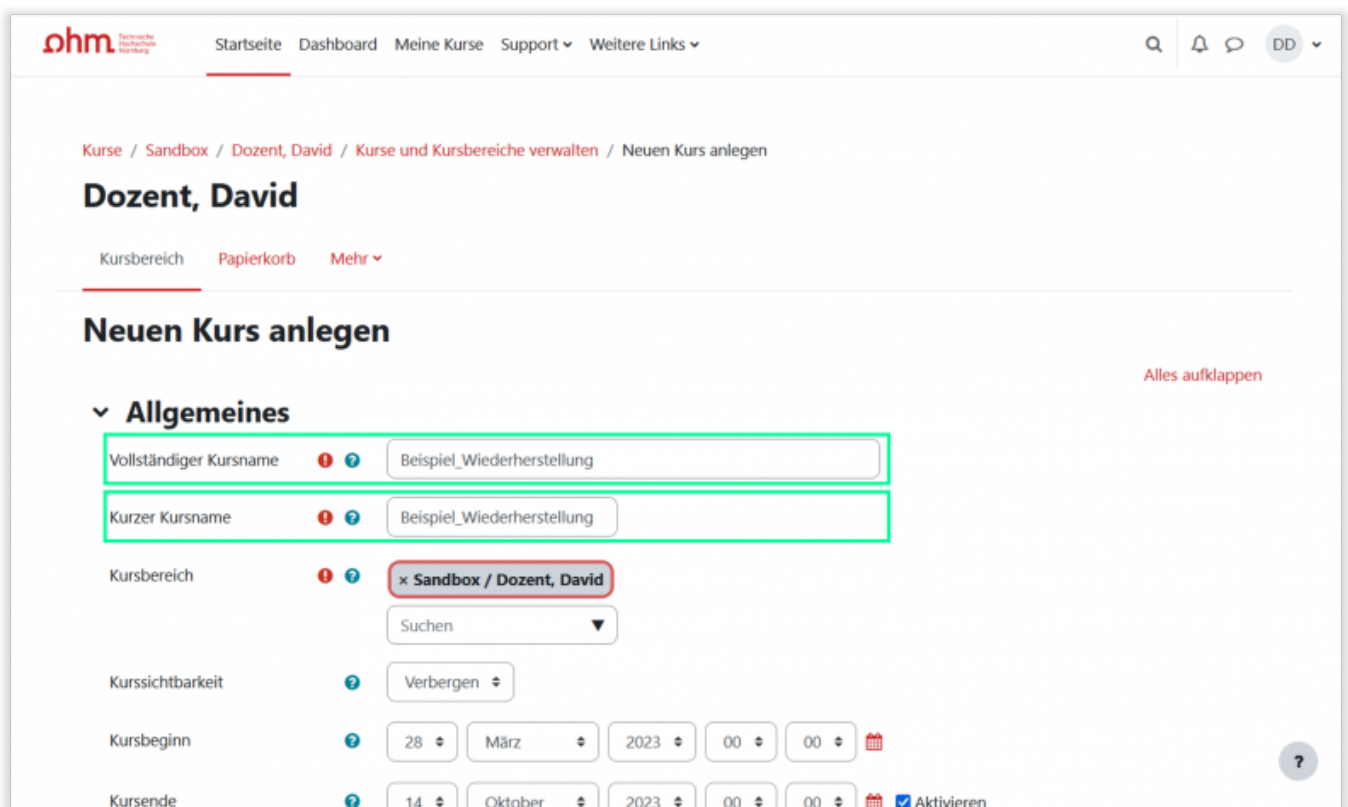 ohm Technische Hochschule Nürnberg
Startseite Dashboard Meine Kurse Support Weitere Links DD
Kurse / Sandbox / Dozent, David / Kurse und Kursbereiche verwalten / Neuen Kurs anlegen
Dozent, David
Kursbereich Papierkorb Mehr
Neuen Kurs anlegen
Alles aufklappen
Allgemeines
Vollständiger Kursname ! ? Beispiel_Wiederherstellung
Kurzer Kursname ! ? Beispiel_Wiederherstellung
Kursbereich ! ? × Sandbox / Dozent, David
Suchen
Kurssichtbarkeit ? Verbergen
Kursbeginn ? 28 März 2023 00 00
?
Kursende ? 14 Oktober 2023 00 00 Aktivieren